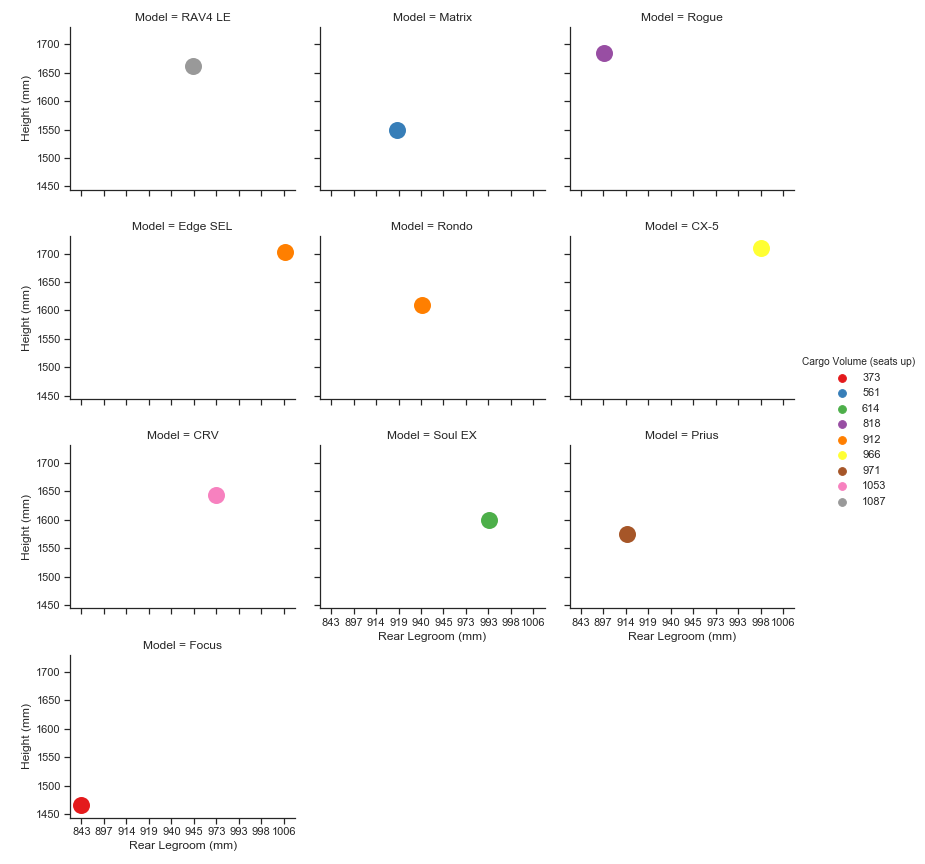 Model = RAV4 LE Model = Matrix Model = Rogue
1700
1650
1600
1550
1500
1450
Height (mm)
Model = Edge SEL Model = Rondo Model = CX-5
1700
1650
1600
1550
1500
1450
Height (mm)
Cargo Volume (seats up)
373
561
614
818
912
966
971
1053
1087
Model = CRV Model = Soul EX Model = Prius
1700
1650
1600
1550
1500
1450
Height (mm)
843 897 914 919 940 945 973 993 998 1006 843 897 914 919 940 945 973 993 998 1006
Rear Legroom (mm) Rear Legroom (mm)
Model = Focus
1700
1650
1600
1550
1500
1450
Height (mm)
843 897 914 919 940 945 973 993 998 1006
Rear Legroom (mm)